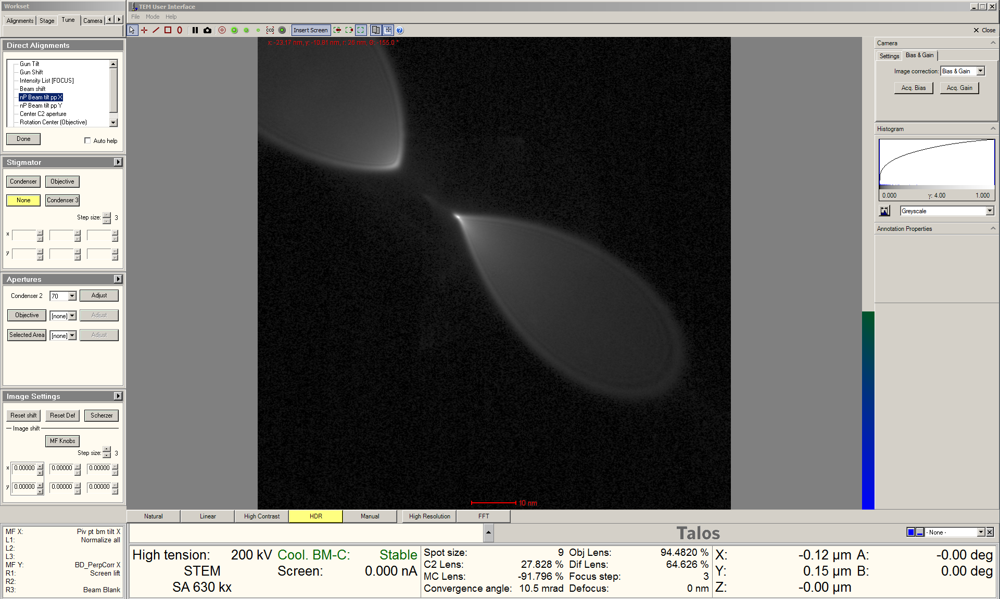 Workset
Alignments Stage Tune Camera
Direct Alignments
Gun Tilt
Gun Shift
Intensity List [FOCUS]
Beam shift
nP Beam tilt pp X
nP Beam tilt pp Y
Center C2 aperture
Rotation Center (Objective)
Done
Auto help
Stigmator
Condenser Objective
None Condenser 3
Step size: 3
x
y
Apertures
Condenser 2 70 Adjust
Objective [none] Adjust
Selected Area [none] Adjust
Image Settings
Reset shift Reset Def Scherzer
Image shift
MF Knobs
Step size: 3
x 0.00000 0.00000 0.00000
y 0.00000 0.00000 0.00000
MF X: Piv pt bm tilt X
L1: Normalize all
L2:
L3:
MF Y: BD_PerpCorr X
R1: Screen lift
R2:
R3: Beam Blank
TEM User Interface
File Mode Help
CCD Insert Screen
Close
x: -23.17 nm, y: -10.81 nm, r: 26 nm, Θ: -155.0 °
10 nm
Camera
Settings Bias & Gain
Image correction: Bias & Gain
Acq. Bias Acq. Gain
Histogram
0.000 γ: 4.00 1.000
Greyscale
Annotation Properties
Natural Linear High Contrast HDR Manual High Resolution FFT
Talos
- None -
High tension: 200 kV Cool. BM-C: Stable
STEM Screen: 0.000 nA
SA 630 kx
Spot size: 9 Obj Lens: 94.4820 %
C2 Lens: 27.828 % Dif Lens: 64.626 %
MC Lens: -91.796 % Focus step: 3
Convergence angle: 10.5 mrad Defocus: 0 nm
X: -0.12 µm A: -0.00 deg
Y: 0.15 µm B: 0.00 deg
Z: -0.00 µm